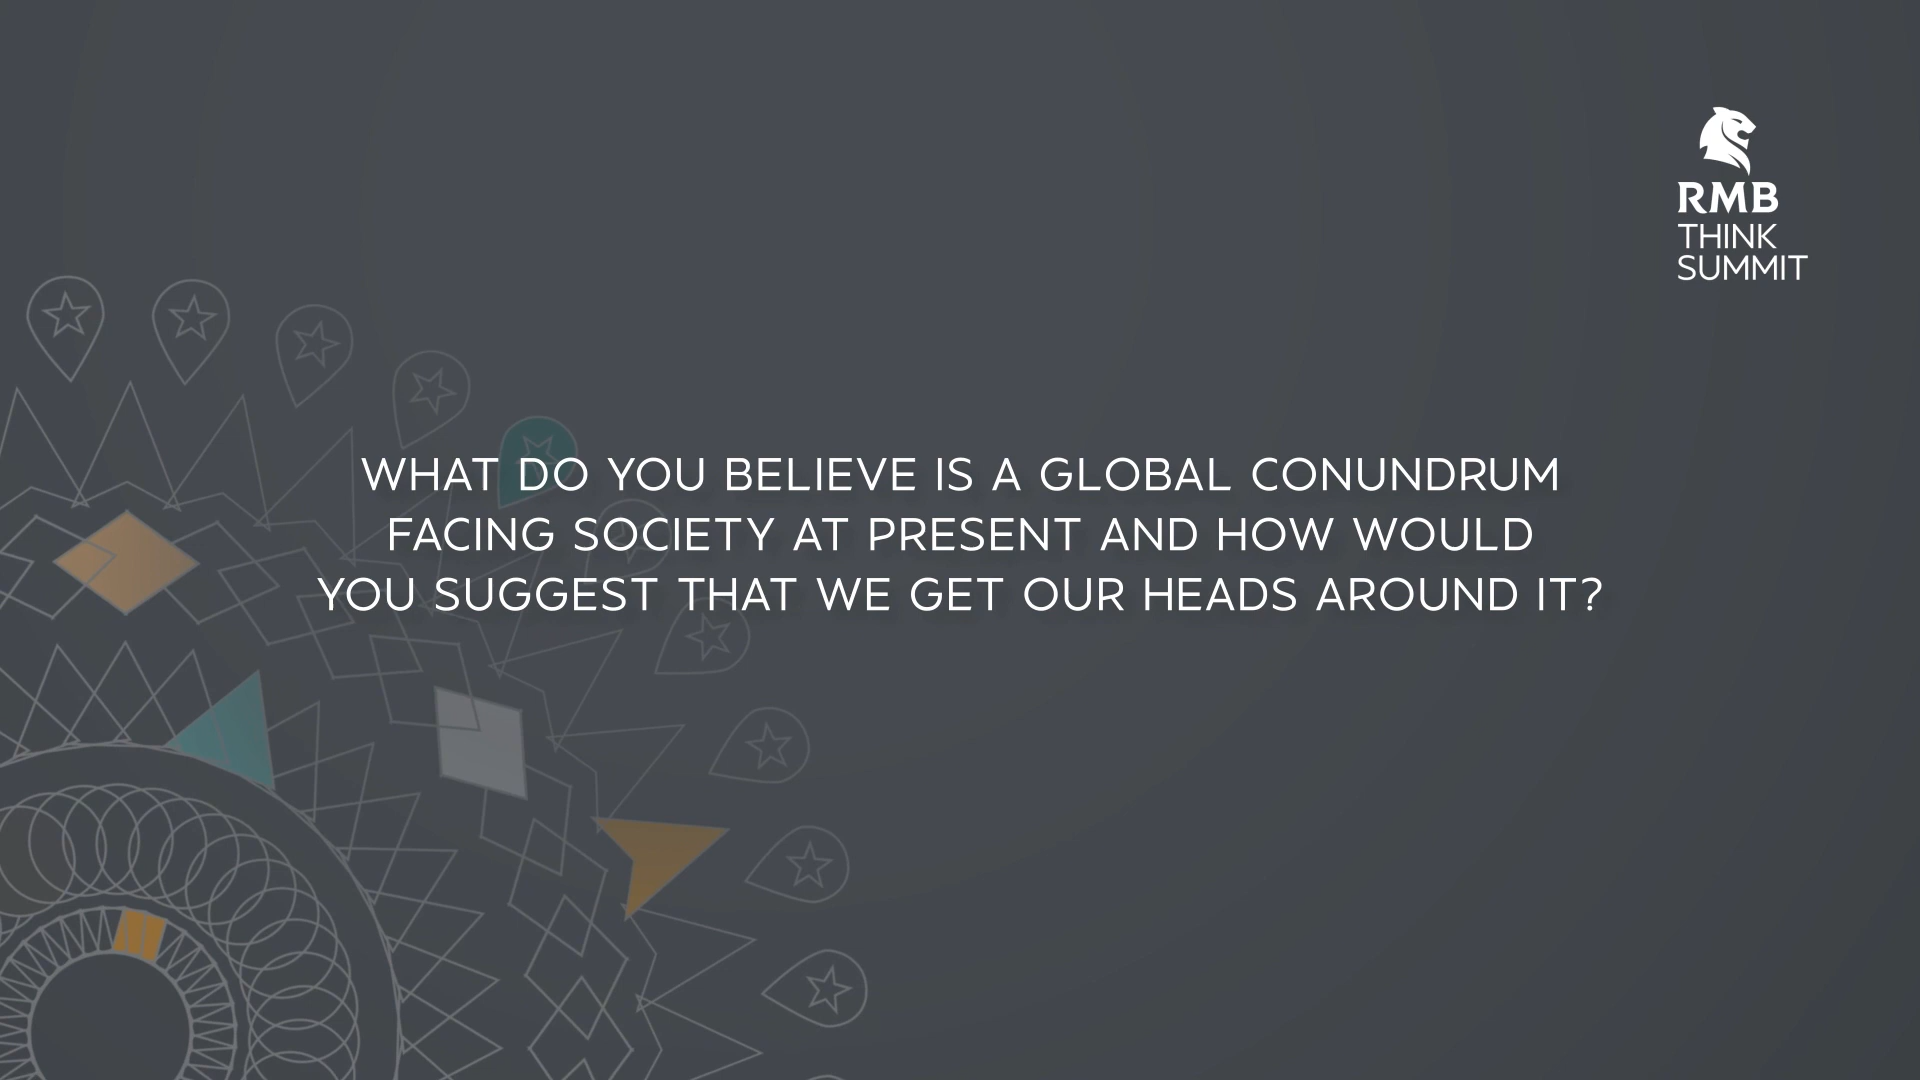 RMB
THINK
SUMMIT
WHAT DO YOU BELIEVE IS A GLOBAL CONUNDRUM
FACING SOCIETY AT PRESENT AND HOW WOULD
YOU SUGGEST THAT WE GET OUR HEADS AROUND IT?